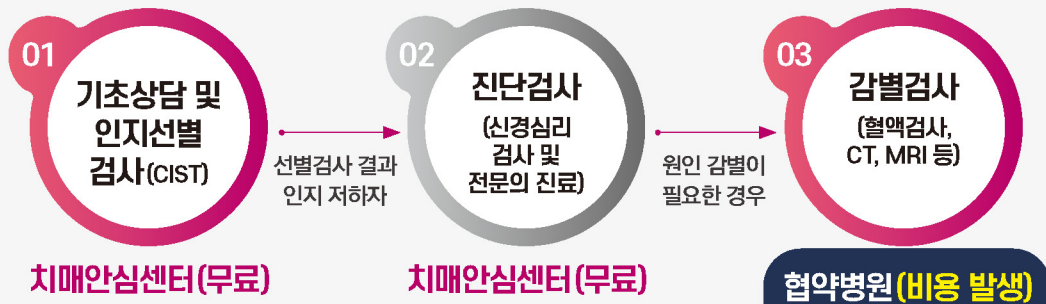 01
기초상담 및
인지선별
검사(CIST)
선별검사 결과
인지 저하자
02
진단검사
(신경심리
검사 및
전문의 진료)
원인 감별이
필요한 경우
03
감별검사
(혈액검사,
CT, MRI 등)
치매안심센터(무료)
치매안심센터(무료)
협약병원(비용 발생)